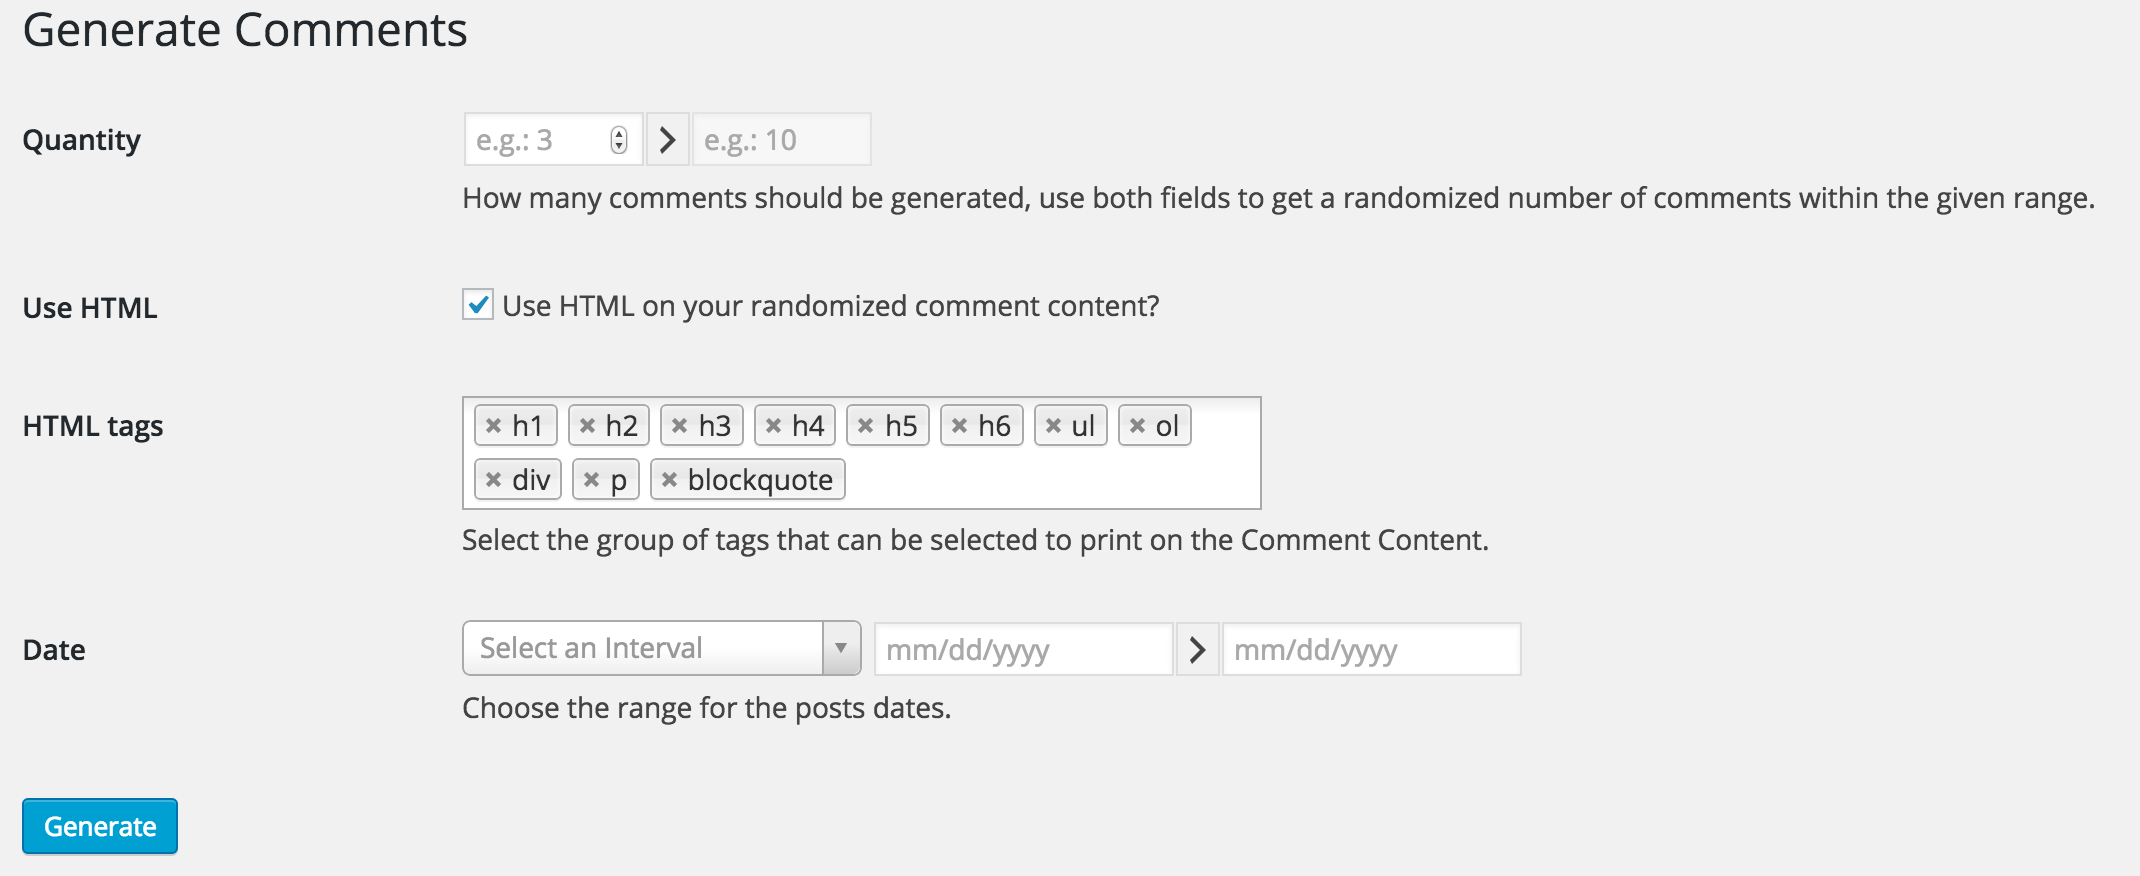 Generate Comments
Quantity e.g.: 3 e.g.: 10
How many comments should be generated, use both fields to get a randomized number of comments within the given range.
Use HTML Use HTML on your randomized comment content?
HTML tags h1 h2 h3 h4 h5 h6 ul ol
div p blockquote
Select the group of tags that can be selected to print on the Comment Content.
Date Select an Interval mm/dd/yyyy mm/dd/yyyy
Choose the range for the posts dates.
Generate